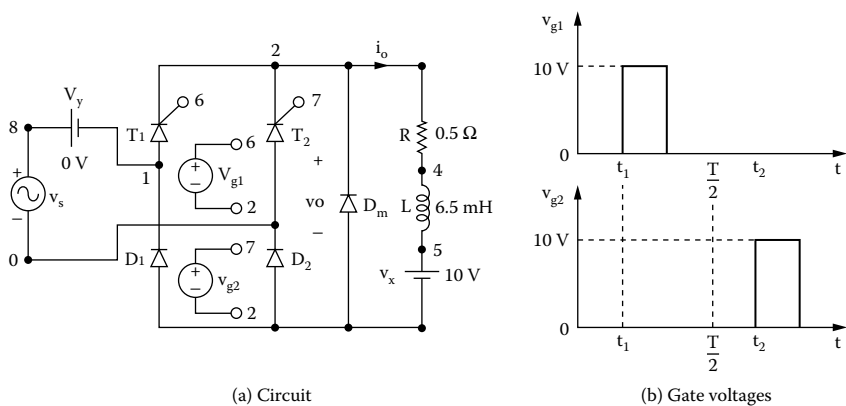 2
i_o
6
7
V_y
8
T_1
T_2
R 0.5 Ω
0 V
6
+
1
+
V_g1
+
4
v_s
−
vo
D_m
L 6.5 mH
−
2
−
0
D_1
7
D_2
5
+
v_g2
v_x 10 V
−
2
(a) Circuit
v_g1
10 V
0
t_1
T/2
t_2
t
v_g2
10 V
0
t_1
T/2
t_2
t
(b) Gate voltages